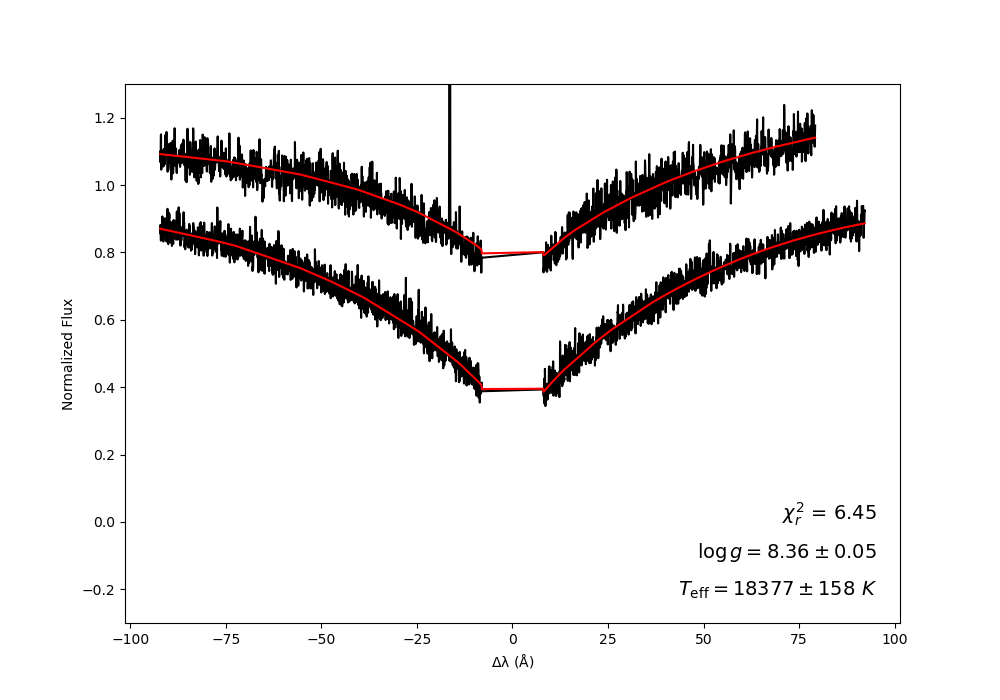 1.2
1.0
0.8
0.6
0.4
0.2
0.0
−0.2
Normalized Flux
χ²ᵣ = 6.45
log g = 8.36 ± 0.05
T_eff = 18377 ± 158 K
−100 −75 −50 −25 0 25 50 75 100
Δλ (Å)